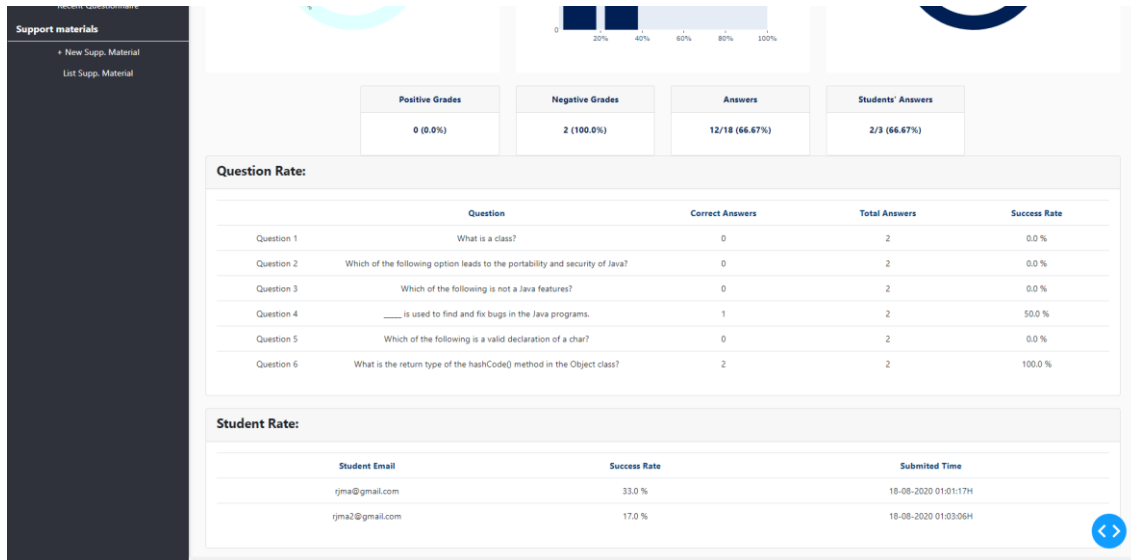 Recent Questionnaire
Support materials
+ New Supp. Material
List Supp. Material
0
20% 40% 60% 80% 100%
Positive Grades Negative Grades Answers Students' Answers
0 (0.0%) 2 (100.0%) 12/18 (66.67%) 2/3 (66.67%)
Question Rate:
Question Correct Answers Total Answers Success Rate
Question 1 What is a class? 0 2 0.0 %
Question 2 Which of the following option leads to the portability and security of Java? 0 2 0.0 %
Question 3 Which of the following is not a Java features? 0 2 0.0 %
Question 4 ____ is used to find and fix bugs in the Java programs. 1 2 50.0 %
Question 5 Which of the following is a valid declaration of a char? 0 2 0.0 %
Question 6 What is the return type of the hashCode() method in the Object class? 2 2 100.0 %
Student Rate:
Student Email Success Rate Submited Time
rjma@gmail.com 33.0 % 18-08-2020 01:01:17H
rjma2@gmail.com 17.0 % 18-08-2020 01:03:06H